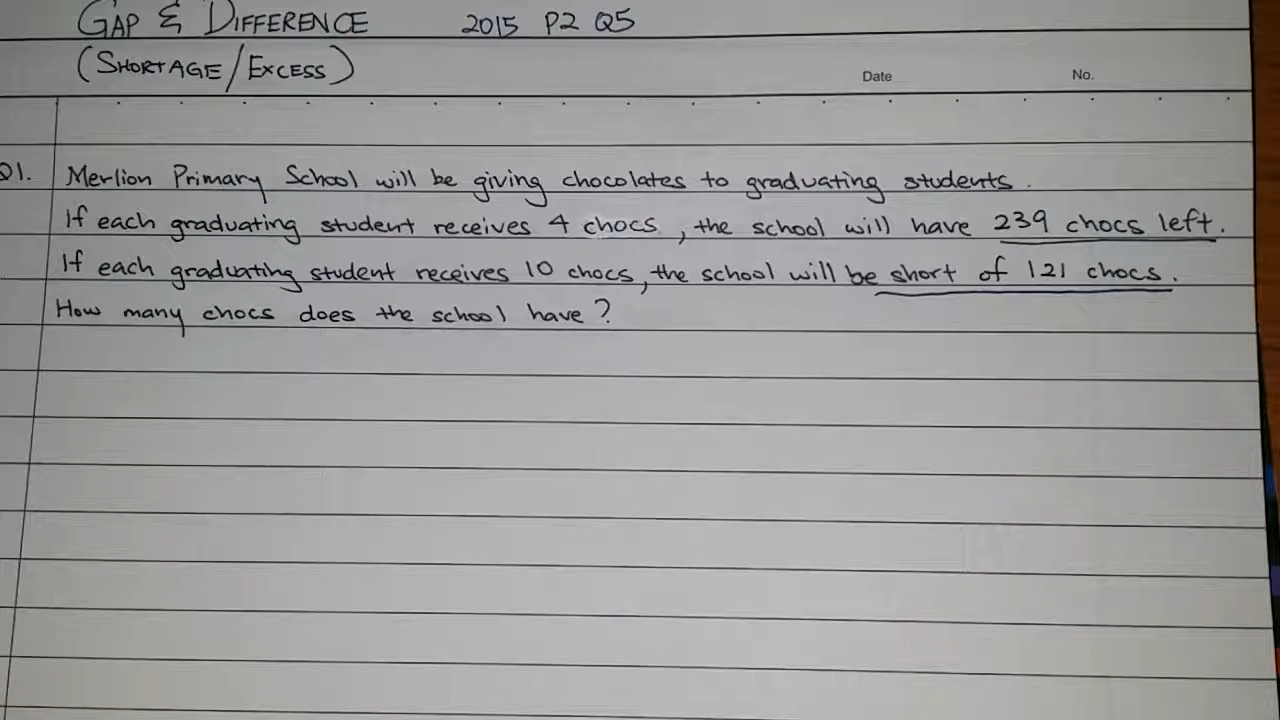 GAP & DIFFERENCE 2015 P2 Q5
(SHORTAGE/EXCESS)
Date No.
Q1. Merlion Primary School will be giving chocolates to graduating students.
If each graduating student receives 4 chocs, the school will have 239 chocs left.
If each graduating student receives 10 chocs, the school will be short of 121 chocs.
How many chocs does the school have?